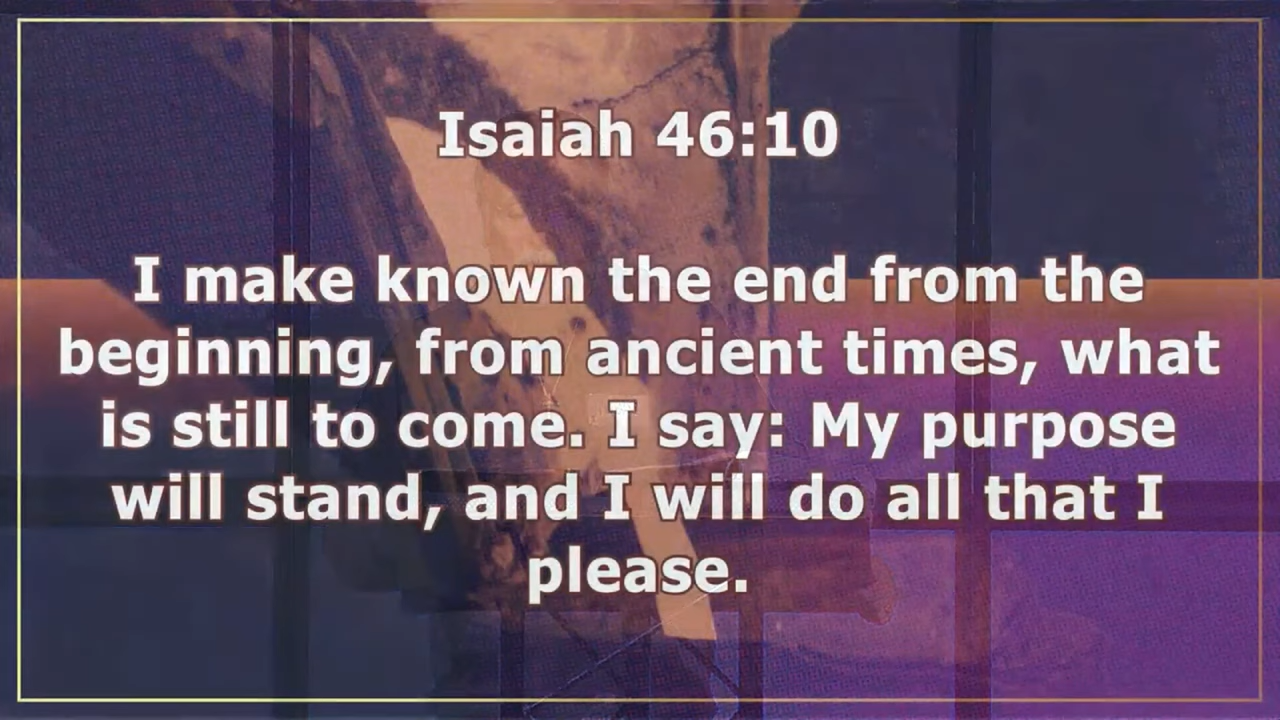 Isaiah 46:10
I make known the end from the
beginning, from ancient times, what
is still to come. I say: My purpose
will stand, and I will do all that I
please.